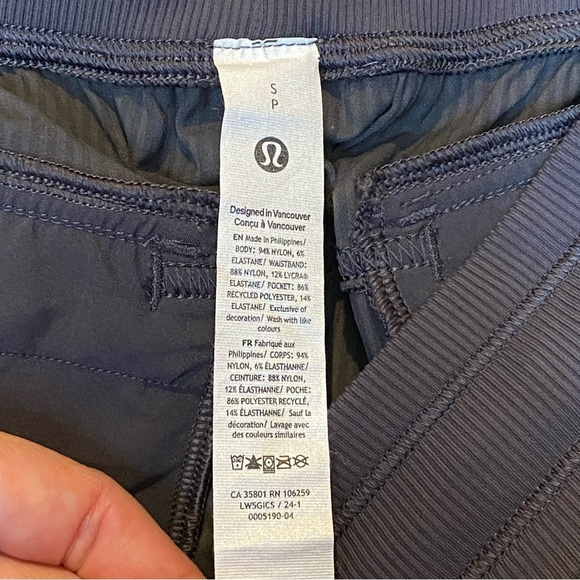 S
P
Designed in Vancouver
Conçu à Vancouver
EN Made in Philippines/
BODY: 94% NYLON, 6%
ELASTANE/ WAISTBAND:
88% NYLON, 12% LYCRA®
ELASTANE/ POCKET: 86%
RECYCLED POLYESTER, 14%
ELASTANE/ Exclusive of
decoration/ Wash with like
colours
FR Fabriqué aux
Philippines/ CORPS: 94%
NYLON, 6% ÉLASTHANNE/
CEINTURE: 88% NYLON,
12% ÉLASTHANNE/ POCHE:
86% POLYESTER RECYCLÉ,
14% ÉLASTHANNE/ Sauf la
décoration/ Lavage avec
des couleurs similaires
CA 35801 RN 106259
LW5GICS / 24-1
0005190-04